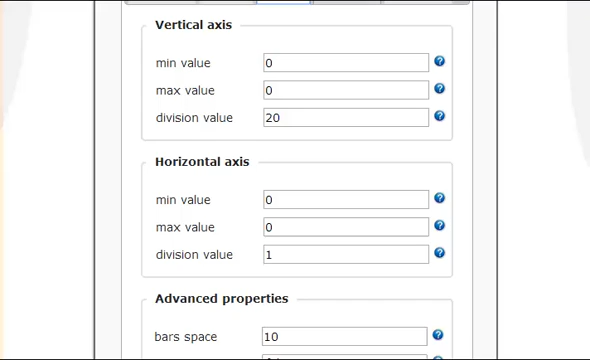 Vertical axis
min value 0
max value 0
division value 20
Horizontal axis
min value 0
max value 0
division value 1
Advanced properties
bars space 10